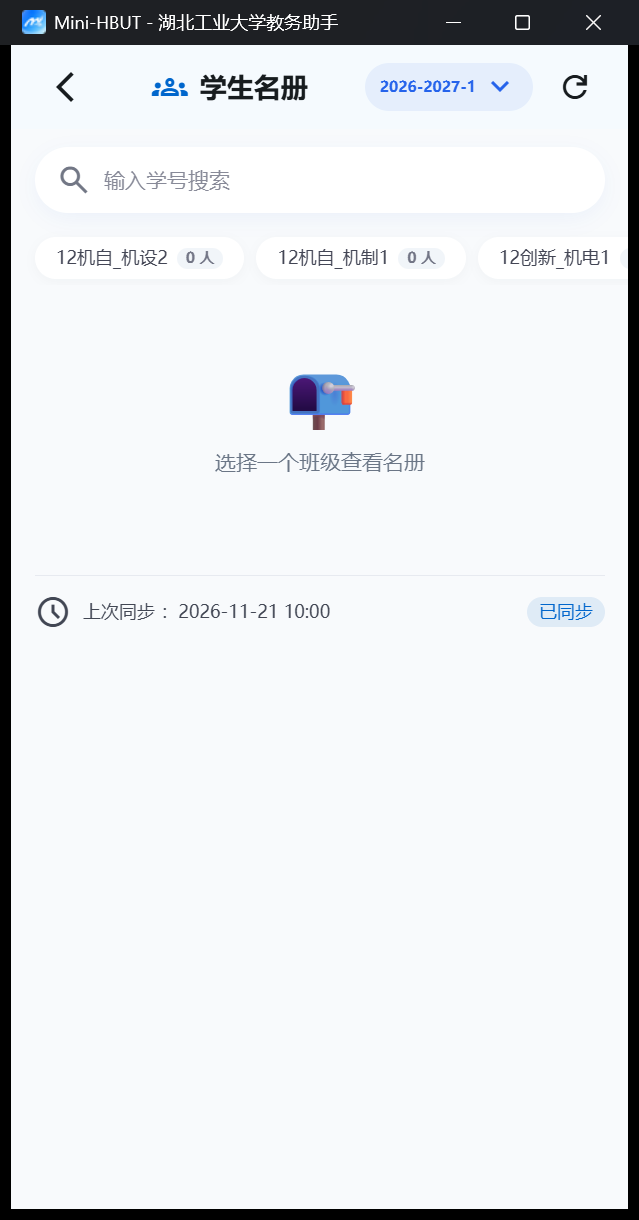 Mini-HBUT - 湖北工业大学教务助手
学生名册 2026-2027-1
输入学号搜索
12机自_机设2 0 人 12机自_机制1 0 人 12创新_机电1
选择一个班级查看名册
上次同步： 2026-11-21 10:00 已同步